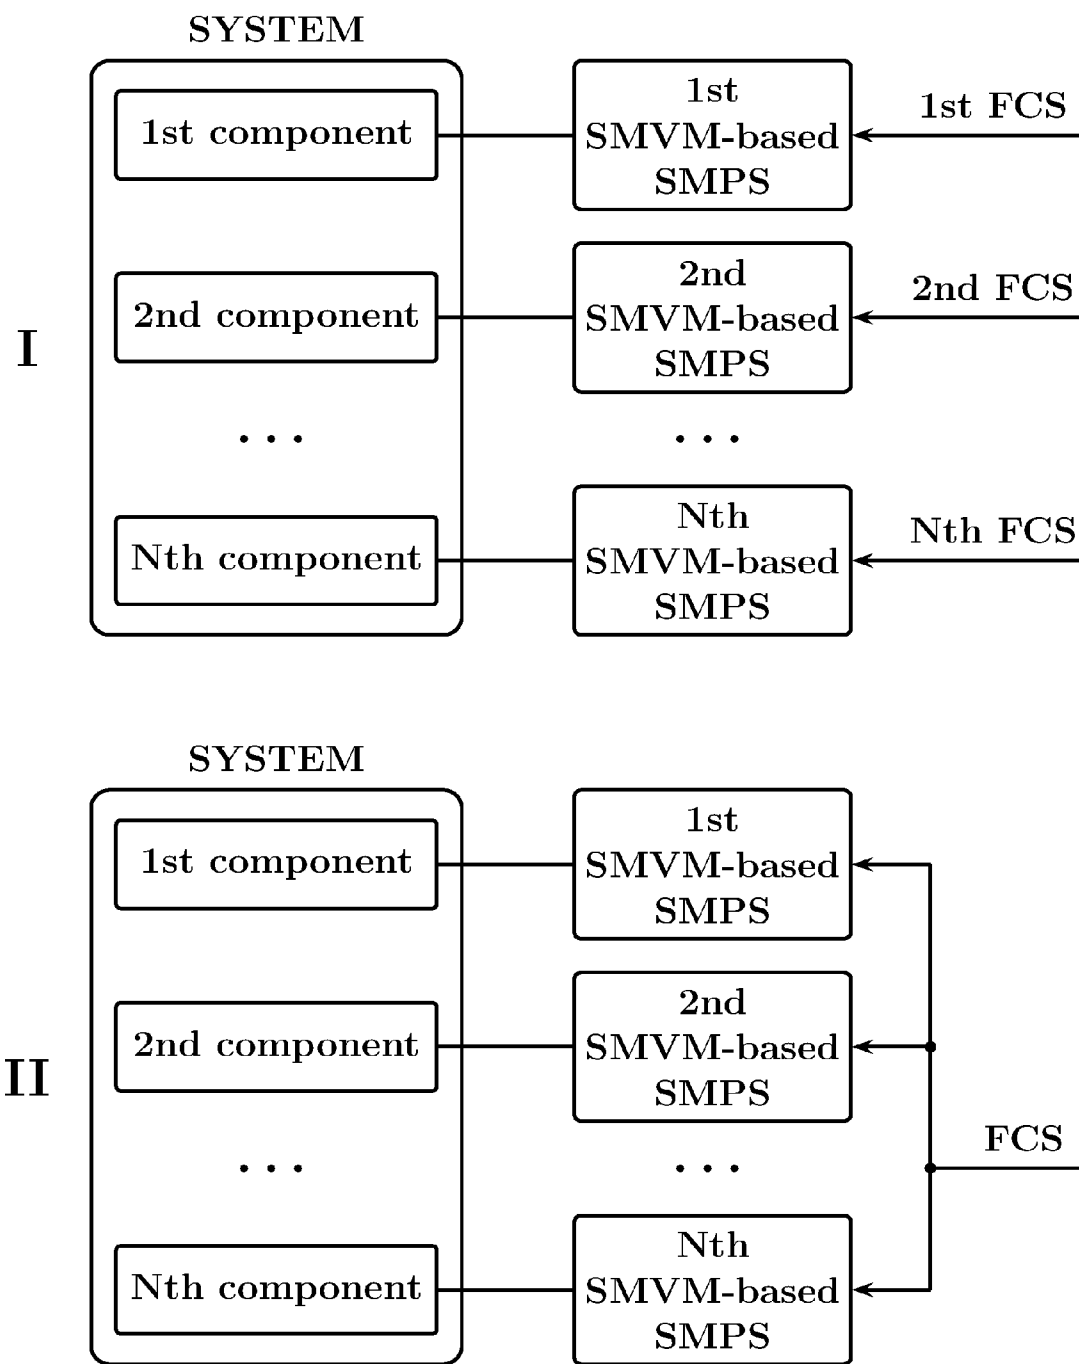 SYSTEM
1st component
1st
SMVM-based
SMPS
1st FCS
2nd component
2nd
SMVM-based
SMPS
2nd FCS
I
. . .
. . .
Nth component
Nth
SMVM-based
SMPS
Nth FCS
SYSTEM
1st component
1st
SMVM-based
SMPS
2nd component
2nd
SMVM-based
SMPS
II
FCS
. . .
. . .
Nth component
Nth
SMVM-based
SMPS